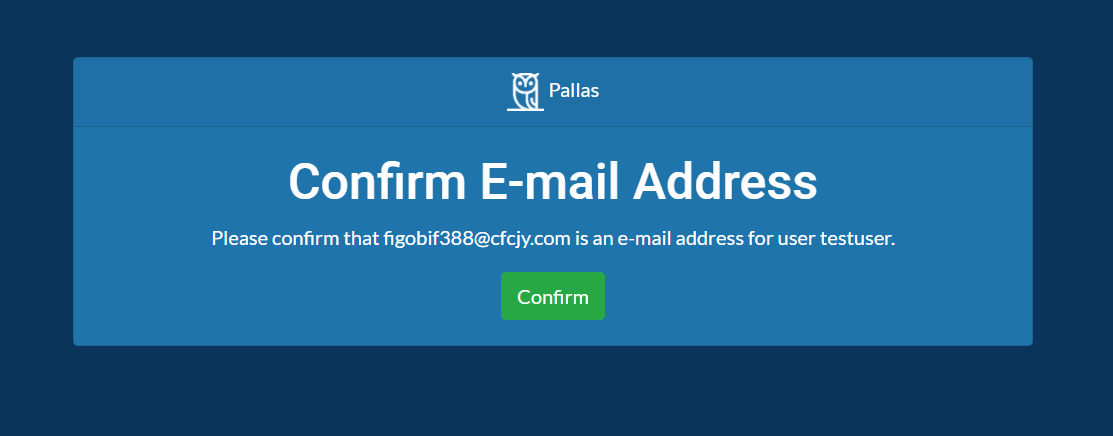 Pallas
Confirm E-mail Address
Please confirm that figobif388@cfcjy.com is an e-mail address for user testuser.
Confirm